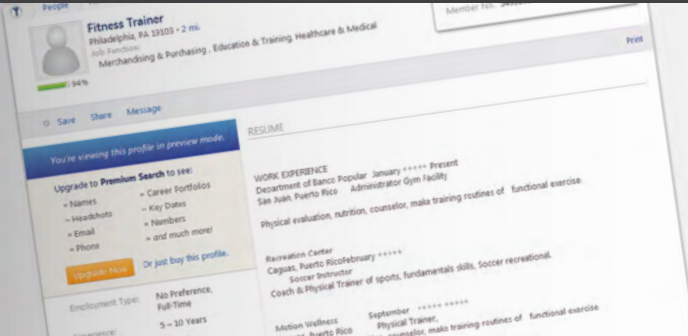 People
Fitness Trainer
Philadelphia, PA 19103 • 2 mi.
Job Function:
Merchandising & Purchasing , Education & Training, Healthcare & Medical
94%
Member No.
Print
Save Share Message
You're viewing this profile in preview mode.
Upgrade to Premium Search to see:
» Names
» Headshots
» Email
» Phone
» Career Portfolios
» Key Dates
» Numbers
» and much more!
Upgrade Now
Or just buy this profile.
Employment Type: No Preference,
Full-Time
5 – 10 Years
RESUME
WORK EXPERIENCE
Department of Banco Popular January ***** Present
San Juan, Puerto Rico Administrator Gym Facility
Physical evaluation, nutrition, counselor, make training routines of functional exercise.
Recreation Center
Caguas, Puerto RicoFebruary *****
Soccer Instructor
Coach & Physical Trainer of sports, fundamentals skills, Soccer recreational.
Motion Wellness September ***** *****
Puerto Rico Physical Trainer,
counselor, make training routines of functional exercise